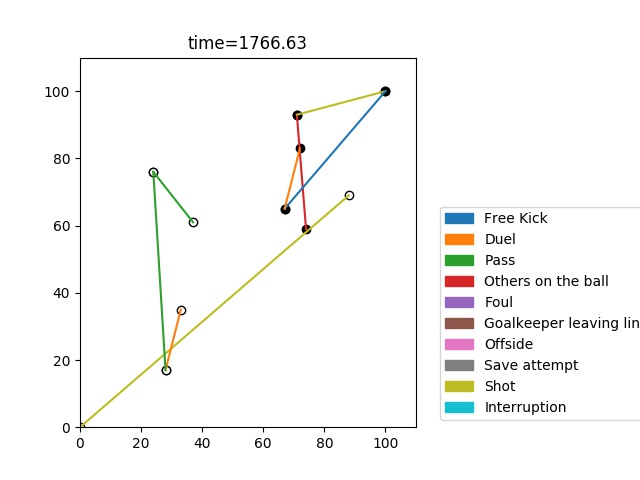 time=1766.63
100
80
60
40
20
0
0 20 40 60 80 100
Free Kick
Duel
Pass
Others on the ball
Foul
Goalkeeper leaving lin
Offside
Save attempt
Shot
Interruption